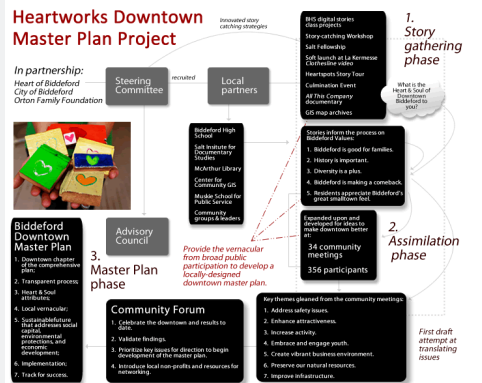 Heartworks Downtown
Master Plan Project
Innovated story
catching strategies
In partnership:
Heart of Biddeford
City of Biddeford
Orton Family Foundation
Steering
Committee
recruited
Local
partners
BHS digital stories
class projects
Story-catching Workshop
Salt Fellowship
Soft launch at La Kermesse
Clothesline video
Heartspots Story Tour
Culmination Event
All This Company
documentary
GIS map archives
1.
Story
gathering
phase
What is the
Heart & Soul of
Downtown
Biddeford to
you?
Biddeford High
School
Salt Insitute for
Documentary
Studies
McArthur Library
Center for
Community GIS
Muskie School for
Public Service
Community
groups & leaders
Stories inform the process on
Biddeford Values:
1. Biddeford is good for families.
2. History is important.
3. Diversity is a plus.
4. Biddeford is making a comeback.
5. Residents appreciate Biddeford's
great smalltown feel.
Expanded upon and
developed for ideas to
make downtown better
at:
34 community
meetings
356 participants
2.
Assimilation
phase
Advisory
Council
Provide the vernacular
from broad public
participation to develop a
locally-designed
downtown master plan.
3.
Master Plan
phase
Biddeford
Downtown
Master Plan
1. Downtown chapter
of the comprehensive
plan;
2. Transparent process;
3. Heart & Soul
attributes;
4. Local vernacular;
5. Sustainablefuture
that addresses social
capital,
environmental
protections, and
economic
development;
6. Implementation;
7. Track for success.
Community Forum
1. Celebrate the downtown and results to
date.
2. Validate findings.
3. Prioritize key issues for direction to begin
development of the master plan.
4. Introduce local non-profits and resources for
networking.
Key themes gleaned from the community meetings:
1. Address safety issues.
2. Enhance attractiveness.
3. Increase activity.
4. Embrace and engage youth.
5. Create vibrant business environment.
6. Preserve our natural resources.
7. Improve infrastructure.
First draft
attempt at
translating
issues